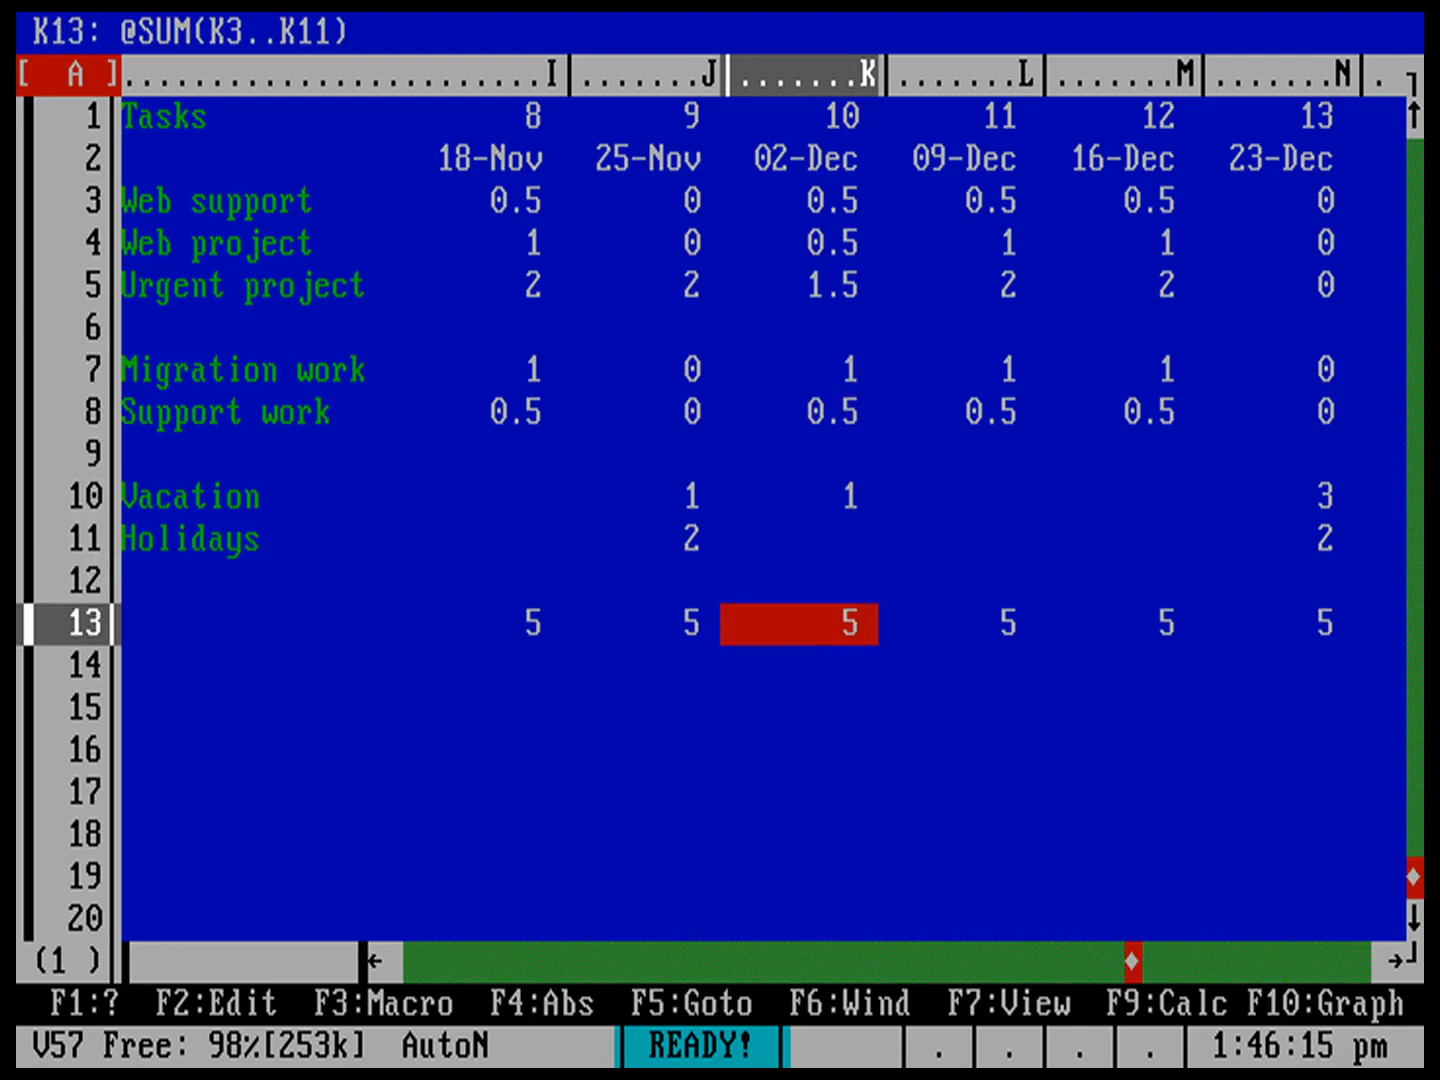 K13: @SUM(K3..K11)
[ A ]........................I .......J .......K .......L .......M .......N .
1 Tasks 8 9 10 11 12 13
2 18-Nov 25-Nov 02-Dec 09-Dec 16-Dec 23-Dec
3 Web support 0.5 0 0.5 0.5 0.5 0
4 Web project 1 0 0.5 1 1 0
5 Urgent project 2 2 1.5 2 2 0
6
7 Migration work 1 0 1 1 1 0
8 Support work 0.5 0 0.5 0.5 0.5 0
9
10 Vacation 1 1 3
11 Holidays 2 2
12
13 5 5 5 5 5 5
14
15
16
17
18
19
20
(1 )
F1:? F2:Edit F3:Macro F4:Abs F5:Goto F6:Wind F7:View F9:Calc F10:Graph
V57 Free: 98%[253k] AutoN READY! . . . . 1:46:15 pm